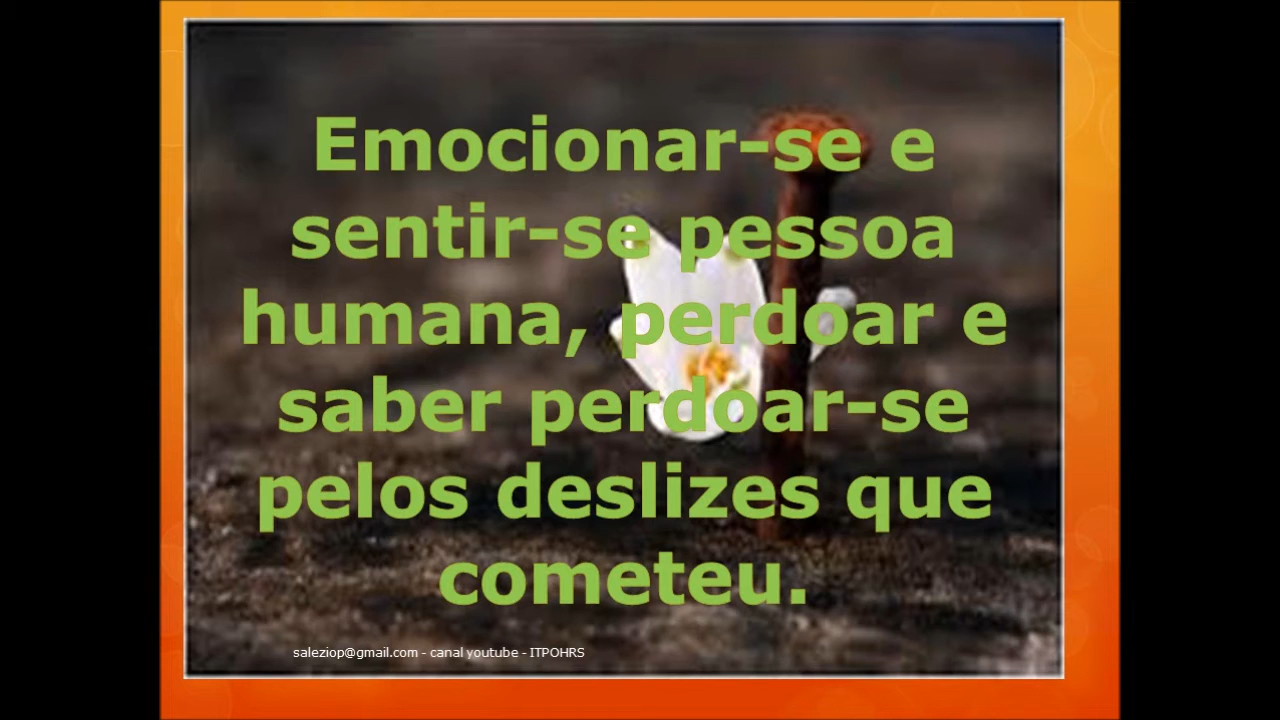 Emocionar-se e
sentir-se pessoa
humana, perdoar e
saber perdoar-se
pelos deslizes que
cometeu.
saleziop@gmail.com - canal youtube - ITPOHRS